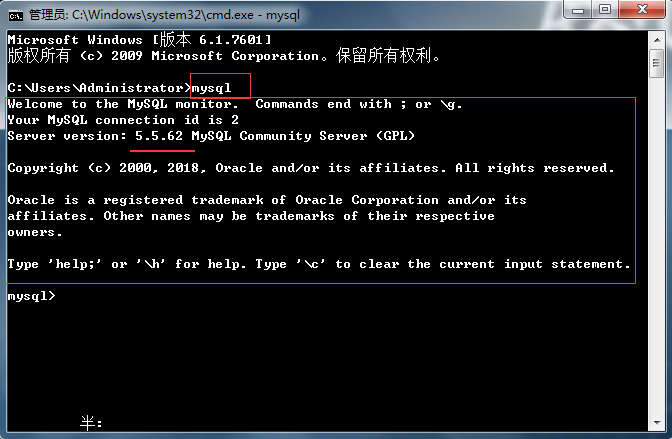 管理员: C:\Windows\system32\cmd.exe - mysql
Microsoft Windows [版本 6.1.7601]
版权所有 (c) 2009 Microsoft Corporation。保留所有权利。
C:\Users\Administrator>mysql
Welcome to the MySQL monitor.  Commands end with ; or \g.
Your MySQL connection id is 2
Server version: 5.5.62 MySQL Community Server (GPL)
Copyright (c) 2000, 2018, Oracle and/or its affiliates. All rights reserved.
Oracle is a registered trademark of Oracle Corporation and/or its
affiliates. Other names may be trademarks of their respective
owners.
Type 'help;' or '\h' for help. Type '\c' to clear the current input statement.
mysql>
半: